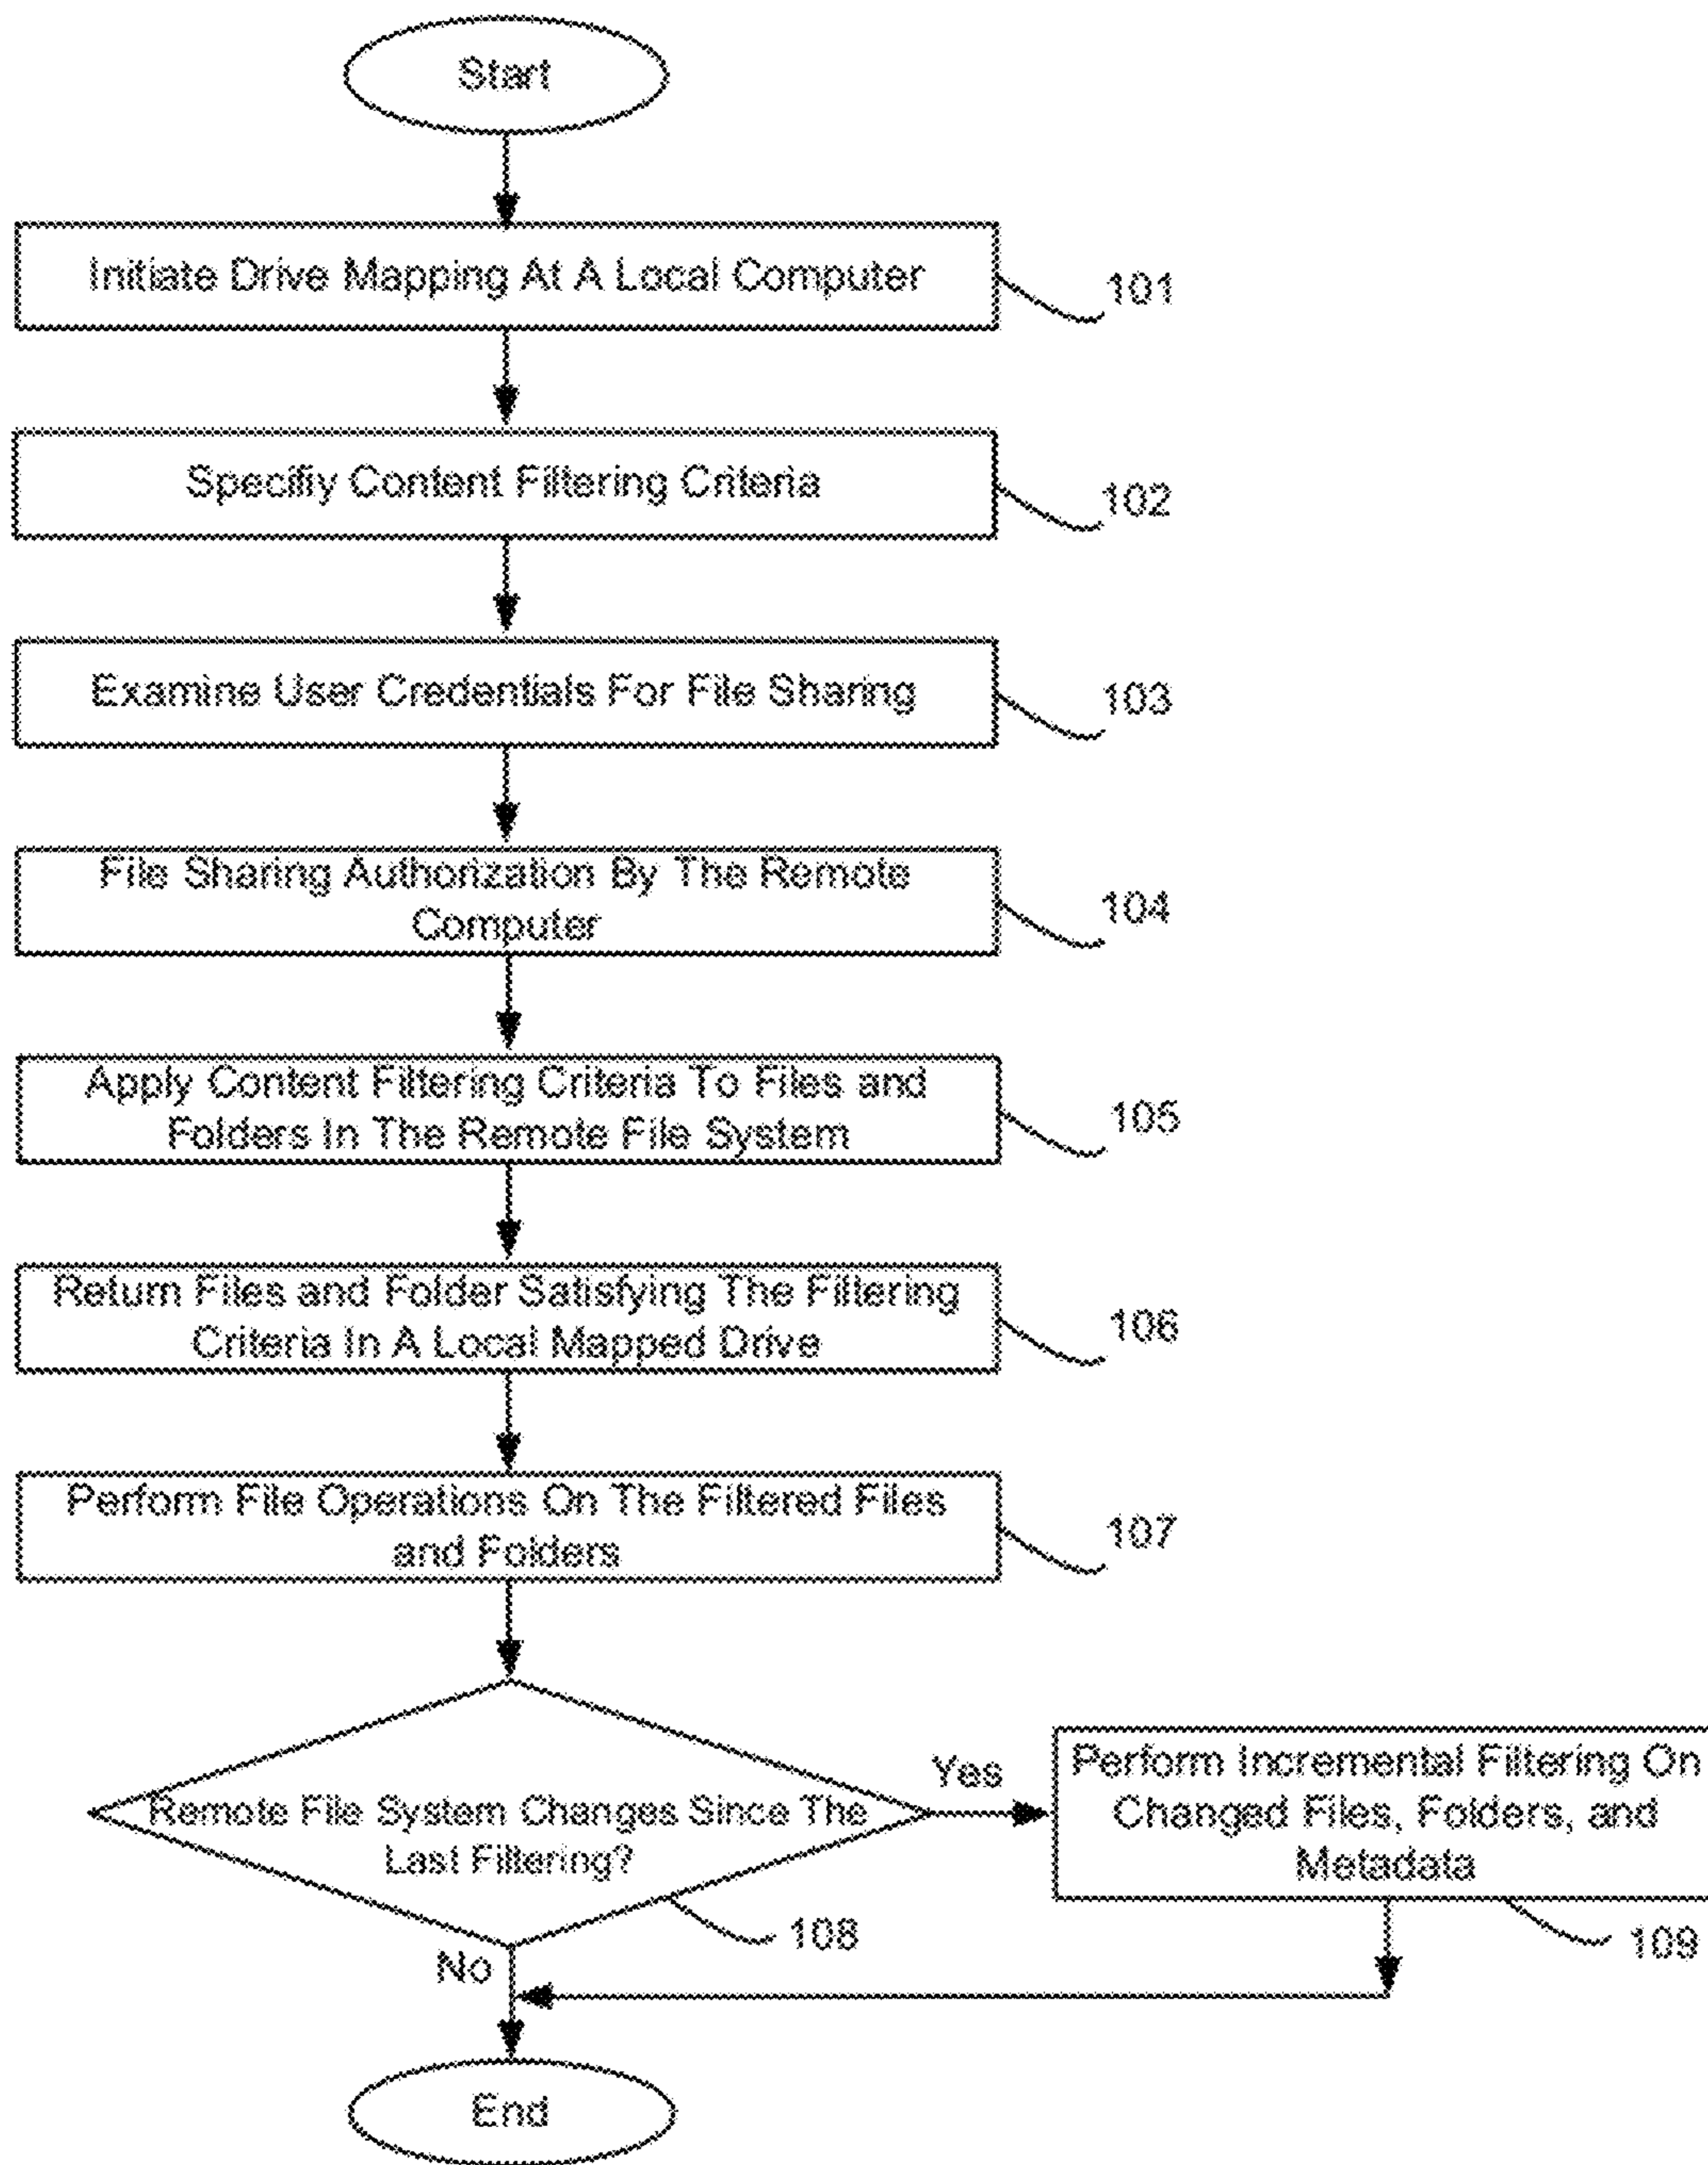 Start
Initiate Drive Mapping At A Local Computer
101
Specifiy Content Filtering Criteria
102
Examine User Credentials For File Sharing
103
File Sharing Authorization By The Remote
Computer
104
Apply Content Filtering Criteria To Files and
Folders In The Remote File System
105
Return Files and Folder Satisfying The Filtering
Criteria In A Local Mapped Drive
106
Perform File Operations On The Filtered Files
and Folders
107
Remote File System Changes Since The
Last Filtering?
108
Yes
Perform Incremental Filtering On
Changed Files, Folders, and
Metadata
109
No
End